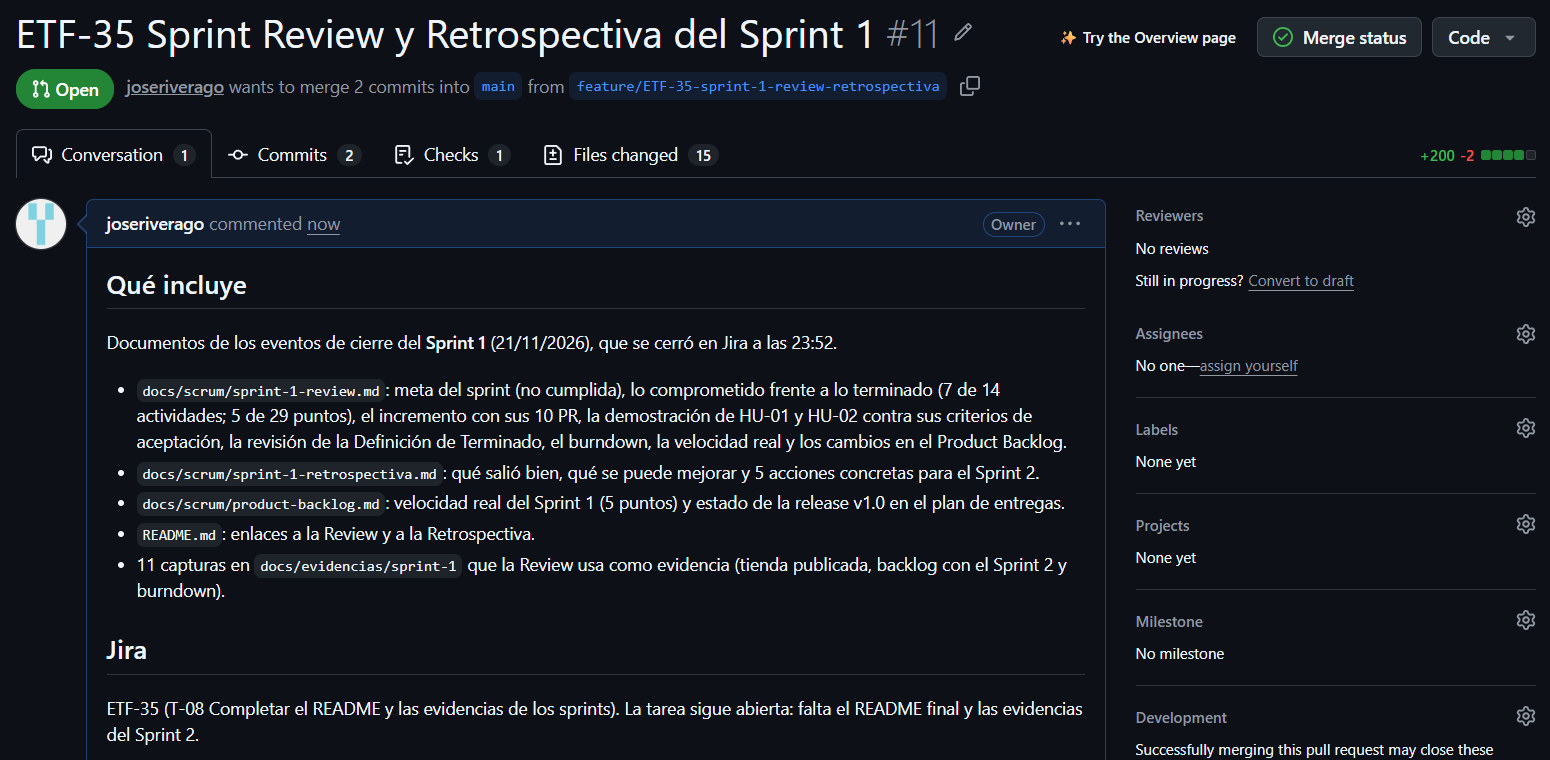 ETF-35 Sprint Review y Retrospectiva del Sprint 1 #11
Try the Overview page
Merge status
Code
Open
joseriverago wants to merge 2 commits into main from feature/ETF-35-sprint-1-review-retrospectiva
Conversation 1
Commits 2
Checks 1
Files changed 15
+200 -2
joseriverago commented now
Owner
Qué incluye
Documentos de los eventos de cierre del Sprint 1 (21/11/2026), que se cerró en Jira a las 23:52.
docs/scrum/sprint-1-review.md: meta del sprint (no cumplida), lo comprometido frente a lo terminado (7 de 14
actividades; 5 de 29 puntos), el incremento con sus 10 PR, la demostración de HU-01 y HU-02 contra sus criterios de
aceptación, la revisión de la Definición de Terminado, el burndown, la velocidad real y los cambios en el Product Backlog.
docs/scrum/sprint-1-retrospectiva.md: qué salió bien, qué se puede mejorar y 5 acciones concretas para el Sprint 2.
docs/scrum/product-backlog.md: velocidad real del Sprint 1 (5 puntos) y estado de la release v1.0 en el plan de entregas.
README.md: enlaces a la Review y a la Retrospectiva.
11 capturas en docs/evidencias/sprint-1 que la Review usa como evidencia (tienda publicada, backlog con el Sprint 2 y
burndown).
Jira
ETF-35 (T-08 Completar el README y las evidencias de los sprints). La tarea sigue abierta: falta el README final y las evidencias
del Sprint 2.
Reviewers
No reviews
Still in progress? Convert to draft
Assignees
No one—assign yourself
Labels
None yet
Projects
None yet
Milestone
No milestone
Development
Successfully merging this pull request may close these